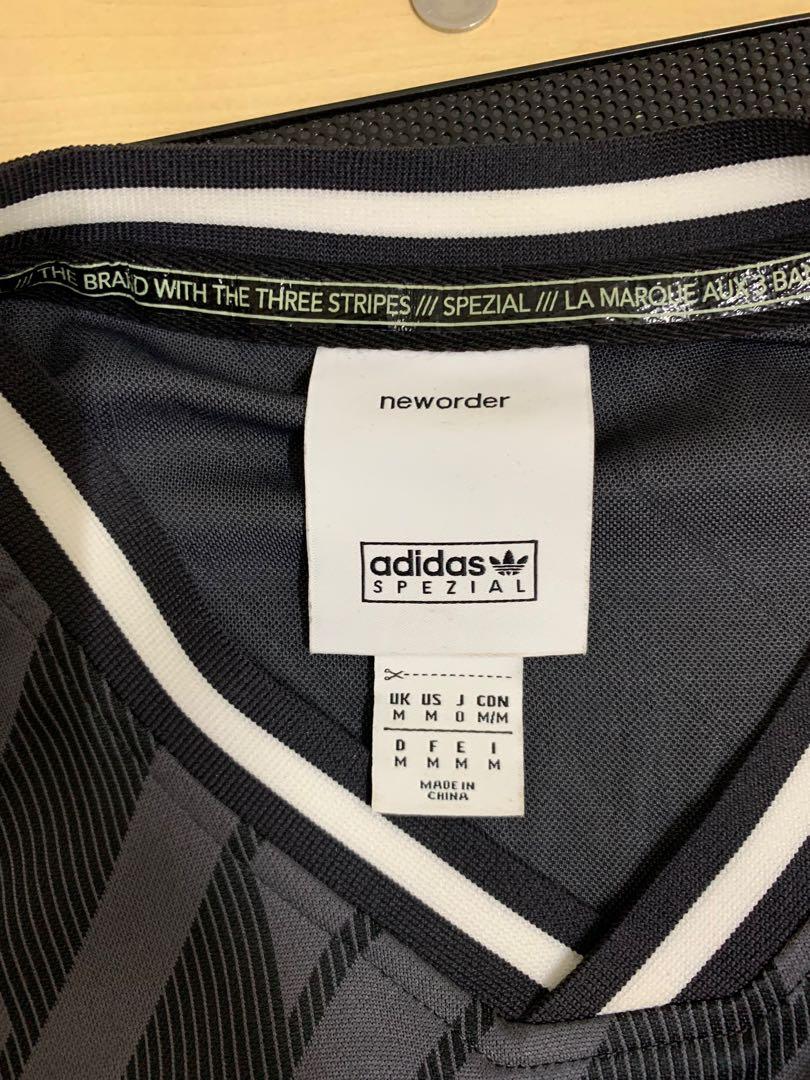 /// THE BRAND WITH THE THREE STRIPES /// SPEZIAL /// LA MARQUE AUX 3 BA
neworder
adidas
SPEZIAL
UK US J CDN
M M O M/M
D F E I
M M M M
MADE IN
CHINA